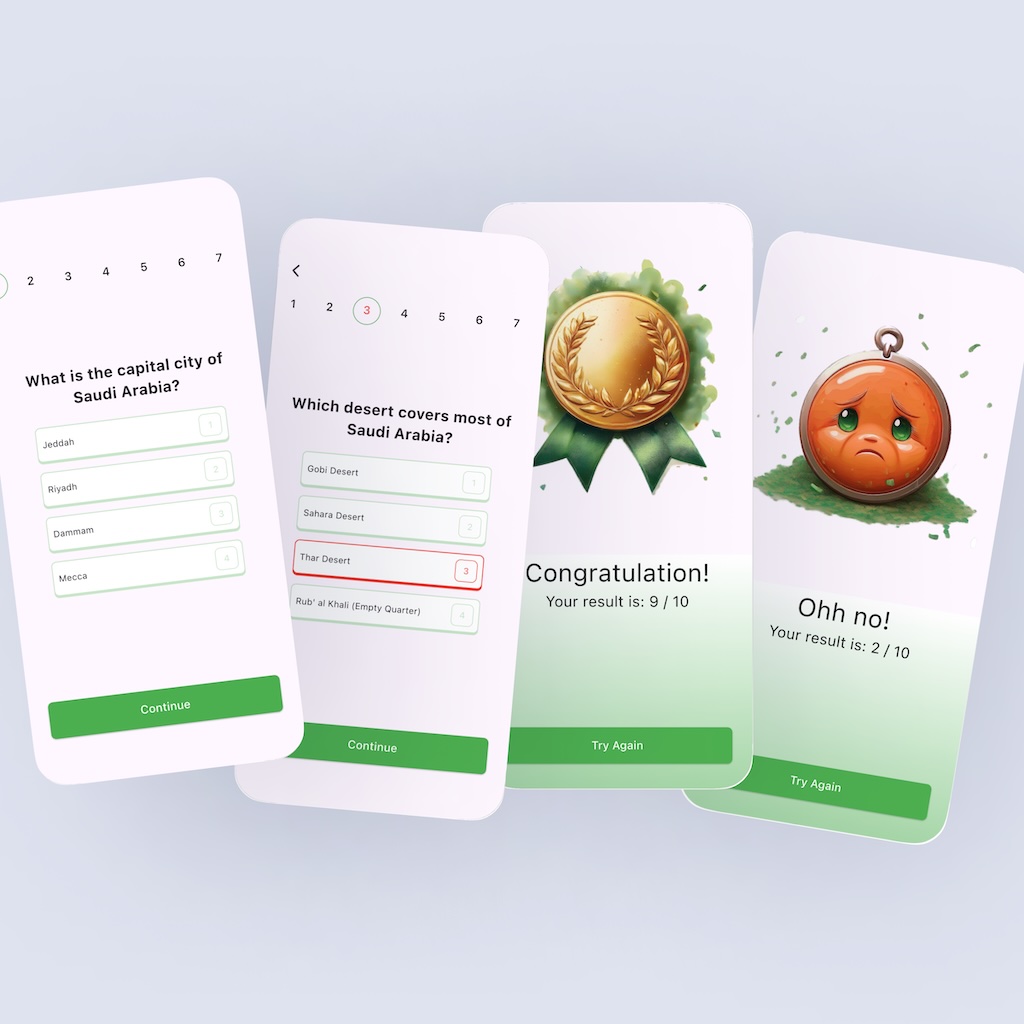 2 3 4 5 6 7
What is the capital city of
Saudi Arabia?
Jeddah 1
Riyadh 2
Dammam 3
Mecca 4
Continue
1 2 3 4 5 6 7
Which desert covers most of
Saudi Arabia?
Gobi Desert 1
Sahara Desert 2
Thar Desert 3
Rub' al Khali (Empty Quarter) 4
Continue
Congratulation!
Your result is: 9 / 10
Try Again
Ohh no!
Your result is: 2 / 10
Try Again